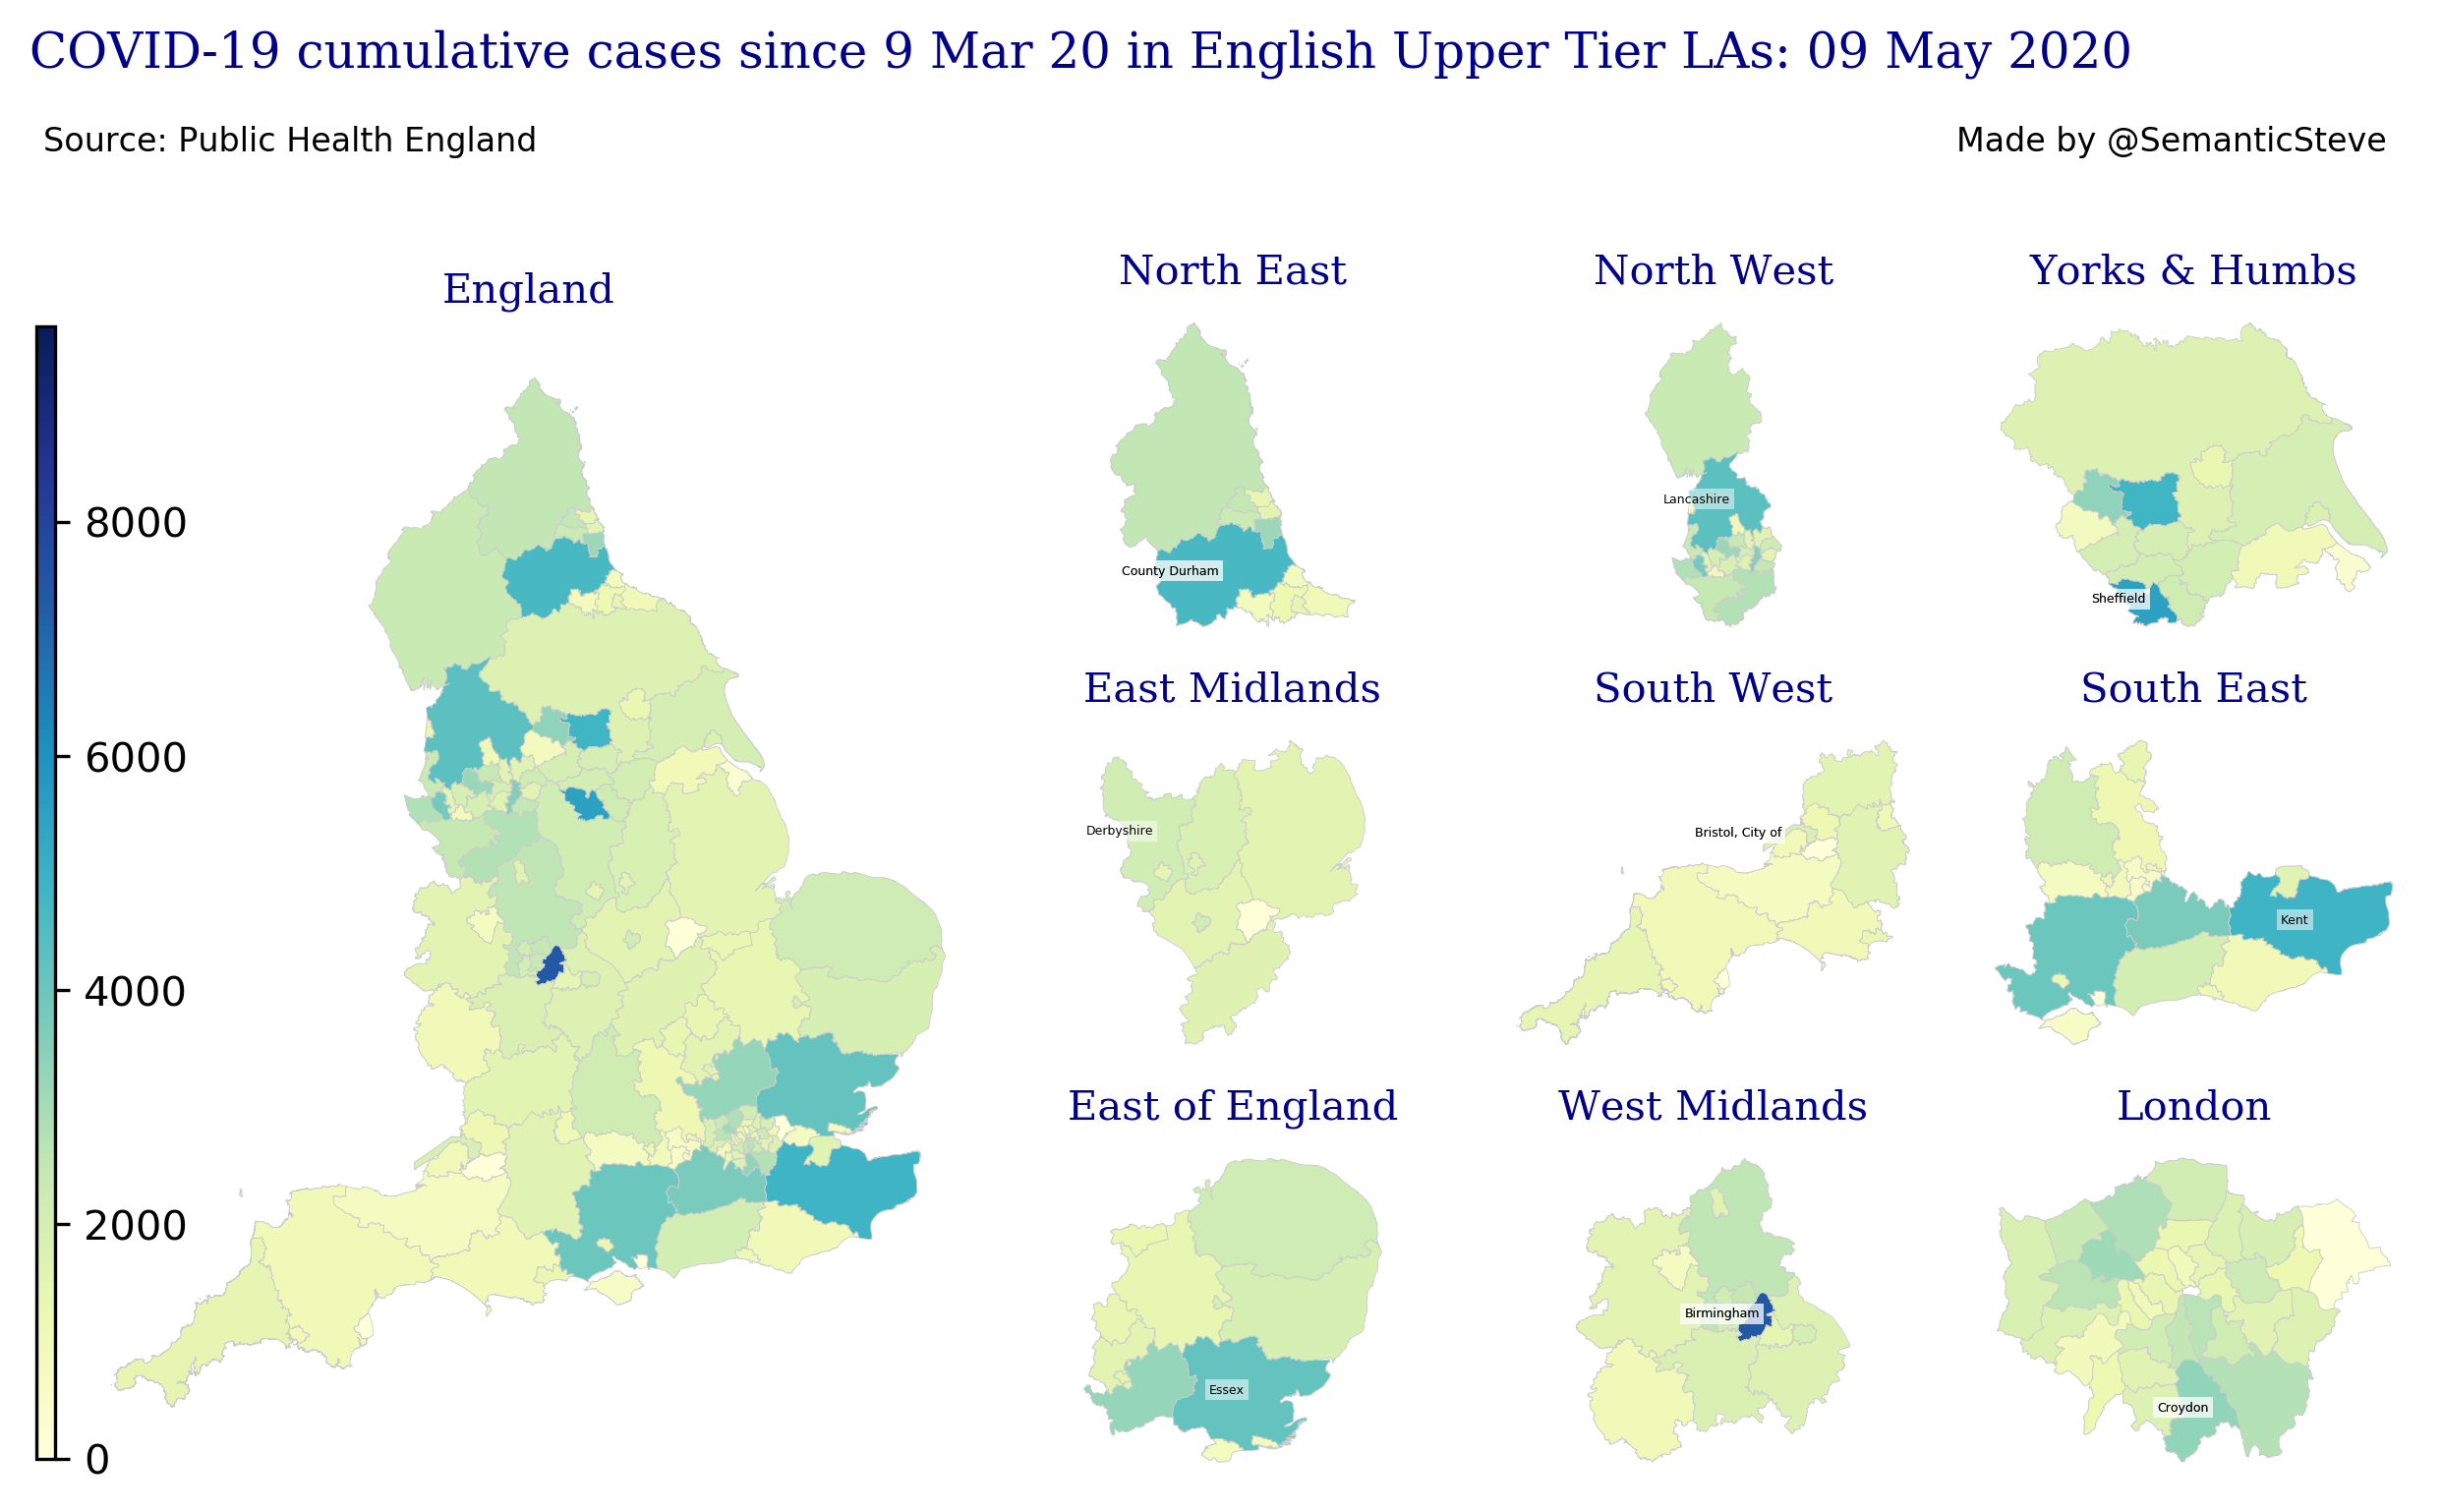 COVID-19 cumulative cases since 9 Mar 20 in English Upper Tier LAs: 09 May 2020
Source: Public Health England
Made by @SemanticSteve
England
8000
6000
4000
2000
0
North East
County Durham
North West
Lancashire
Yorks & Humbs
Sheffield
East Midlands
Derbyshire
South West
Bristol, City of
South East
Kent
East of England
Essex
West Midlands
Birmingham
London
Croydon